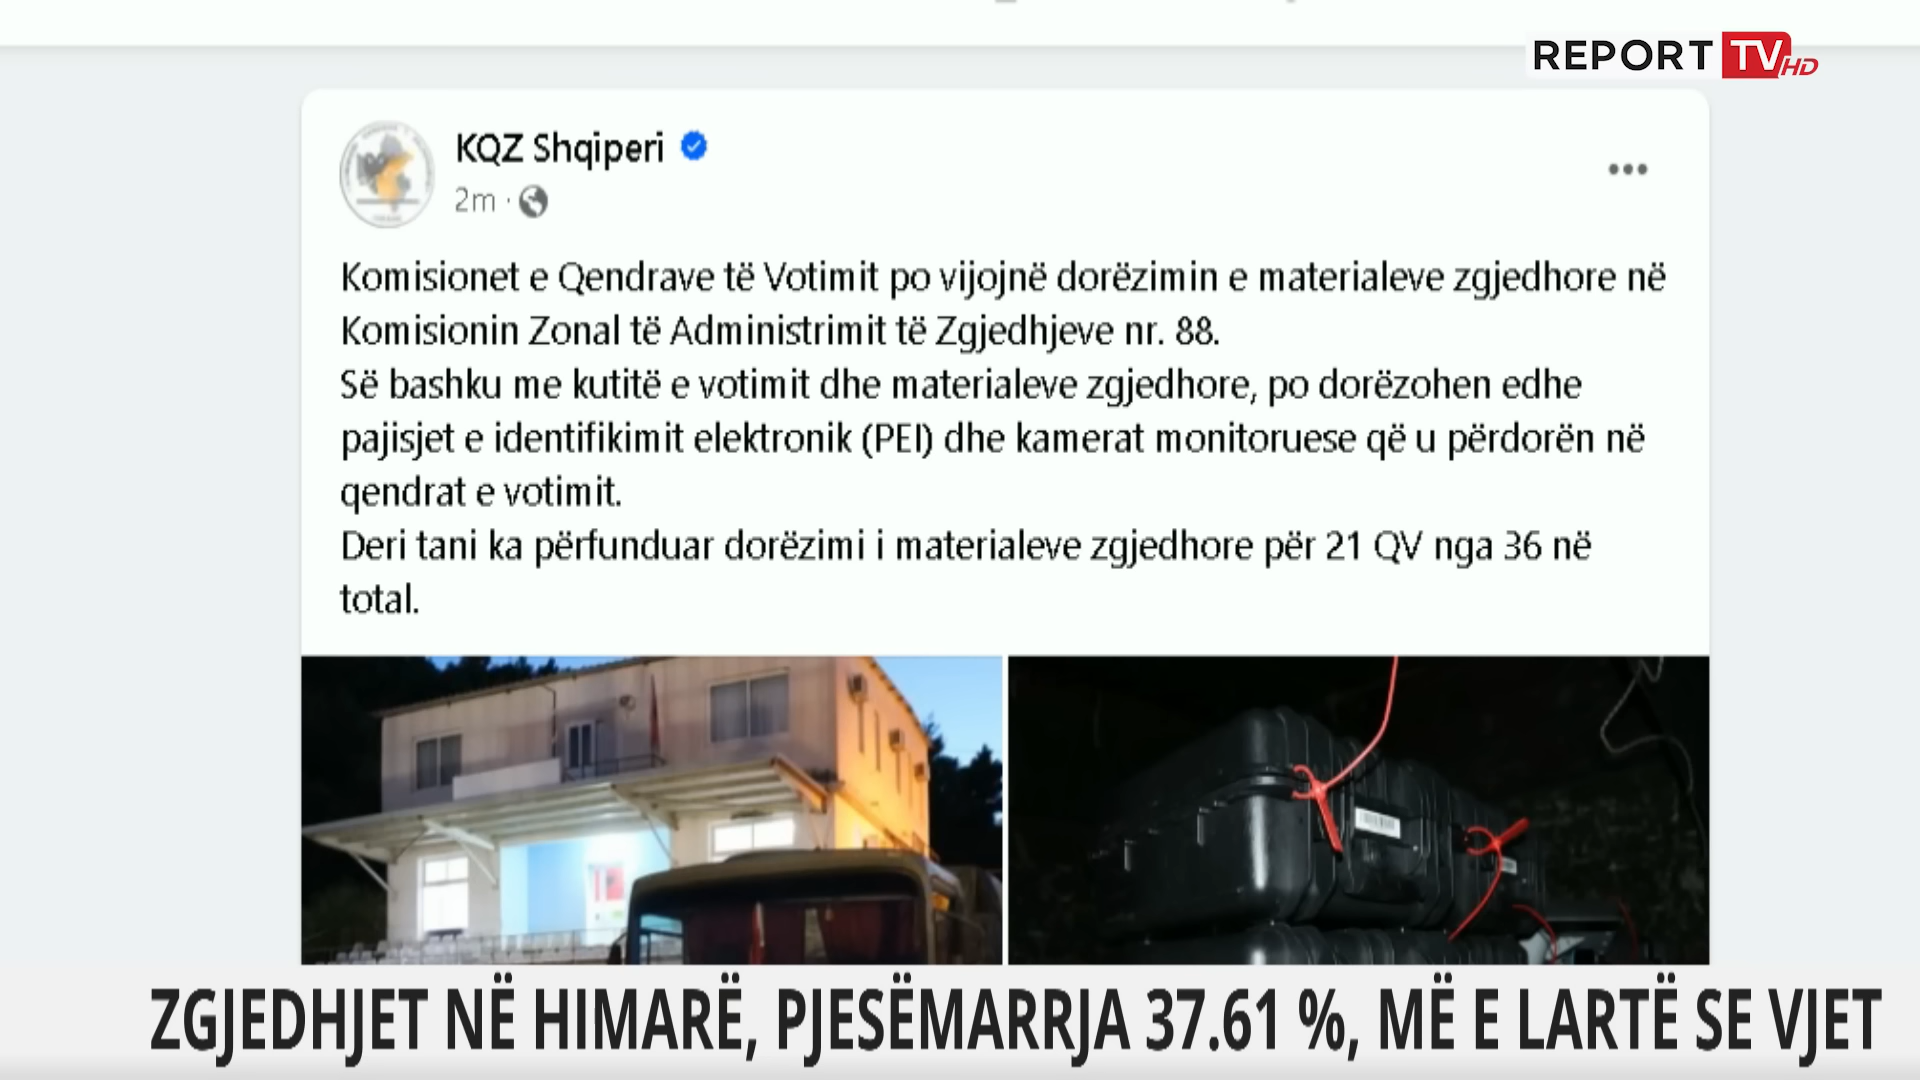 REPORT TV HD
KQZ Shqiperi
2m ·
Komisionet e Qendrave të Votimit po vijojnë dorëzimin e materialeve zgjedhore në
Komisionin Zonal të Administrimit të Zgjedhjeve nr. 88.
Së bashku me kutitë e votimit dhe materialeve zgjedhore, po dorëzohen edhe
pajisjet e identifikimit elektronik (PEI) dhe kamerat monitoruese që u përdorën në
qendrat e votimit.
Deri tani ka përfunduar dorëzimi i materialeve zgjedhore për 21 QV nga 36 në
total.
ZGJEDHJET NË HIMARË, PJESËMARRJA 37.61 %, MË E LARTË SE VJET